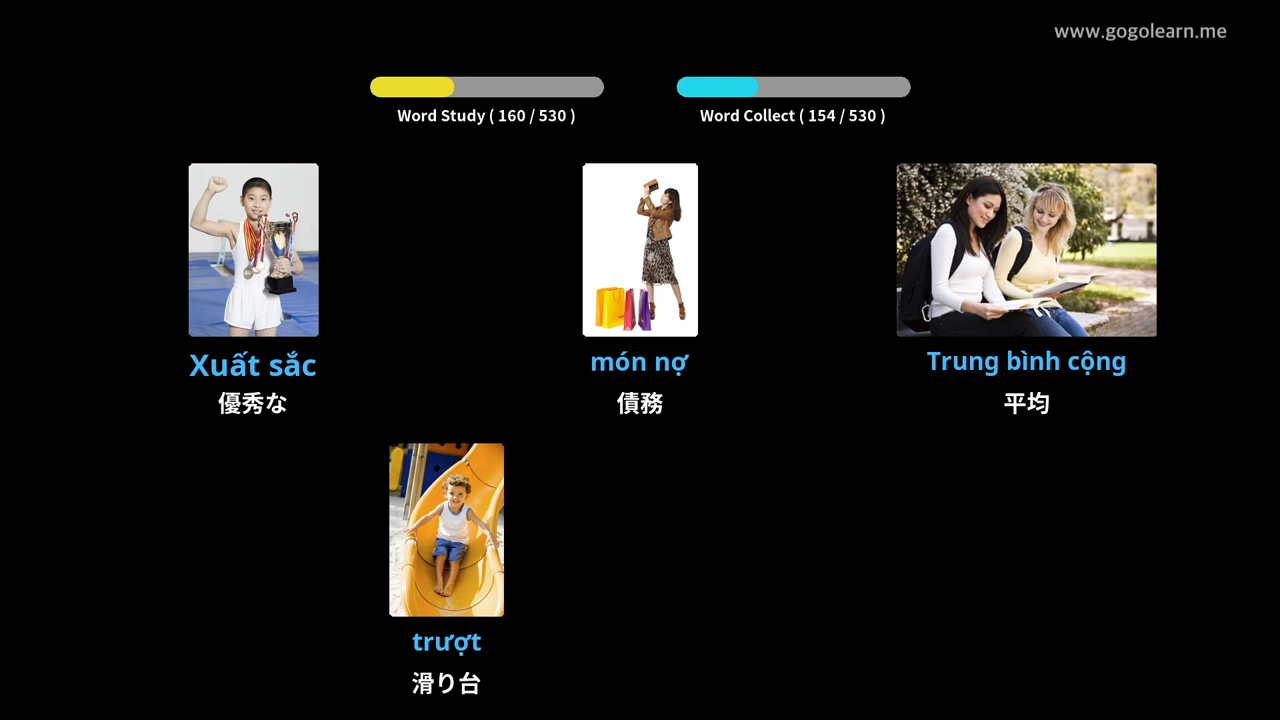 www.gogolearn.me
Word Study ( 160 / 530 )
Word Collect ( 154 / 530 )
Xuất sắc
優秀な
món nợ
債務
Trung bình cộng
平均
trượt
滑り台